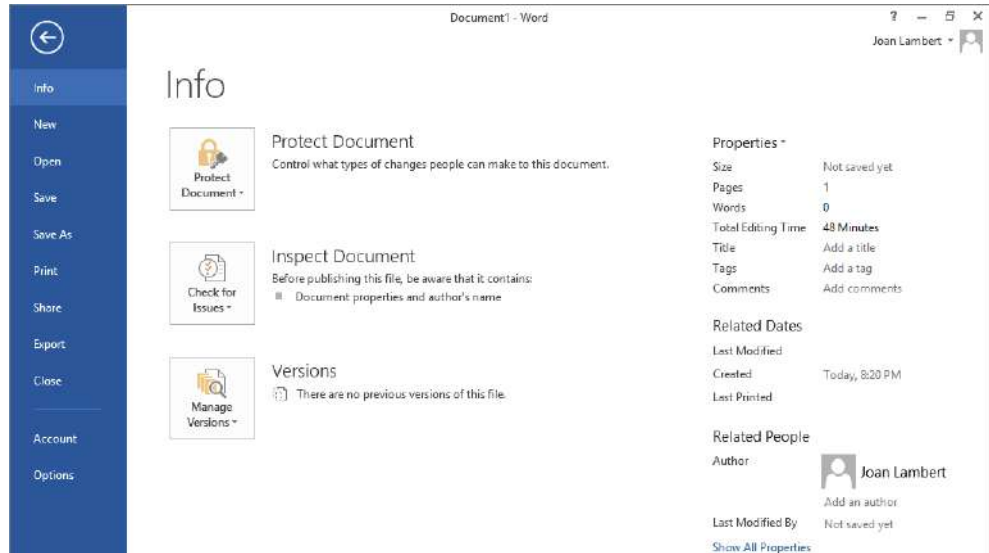 Document1 - Word
?
Joan Lambert
Info
New
Open
Save
Save As
Print
Share
Export
Close
Account
Options
Info
Protect Document
Protect Document
Control what types of changes people can make to this document.
Check for Issues
Inspect Document
Before publishing this file, be aware that it contains:
Document properties and author's name
Manage Versions
Versions
There are no previous versions of this file.
Properties
Size Not saved yet
Pages 1
Words 0
Total Editing Time 48 Minutes
Title Add a title
Tags Add a tag
Comments Add comments
Related Dates
Last Modified
Created Today, 8:20 PM
Last Printed
Related People
Author Joan Lambert
Add an author
Last Modified By Not saved yet
Show All Properties